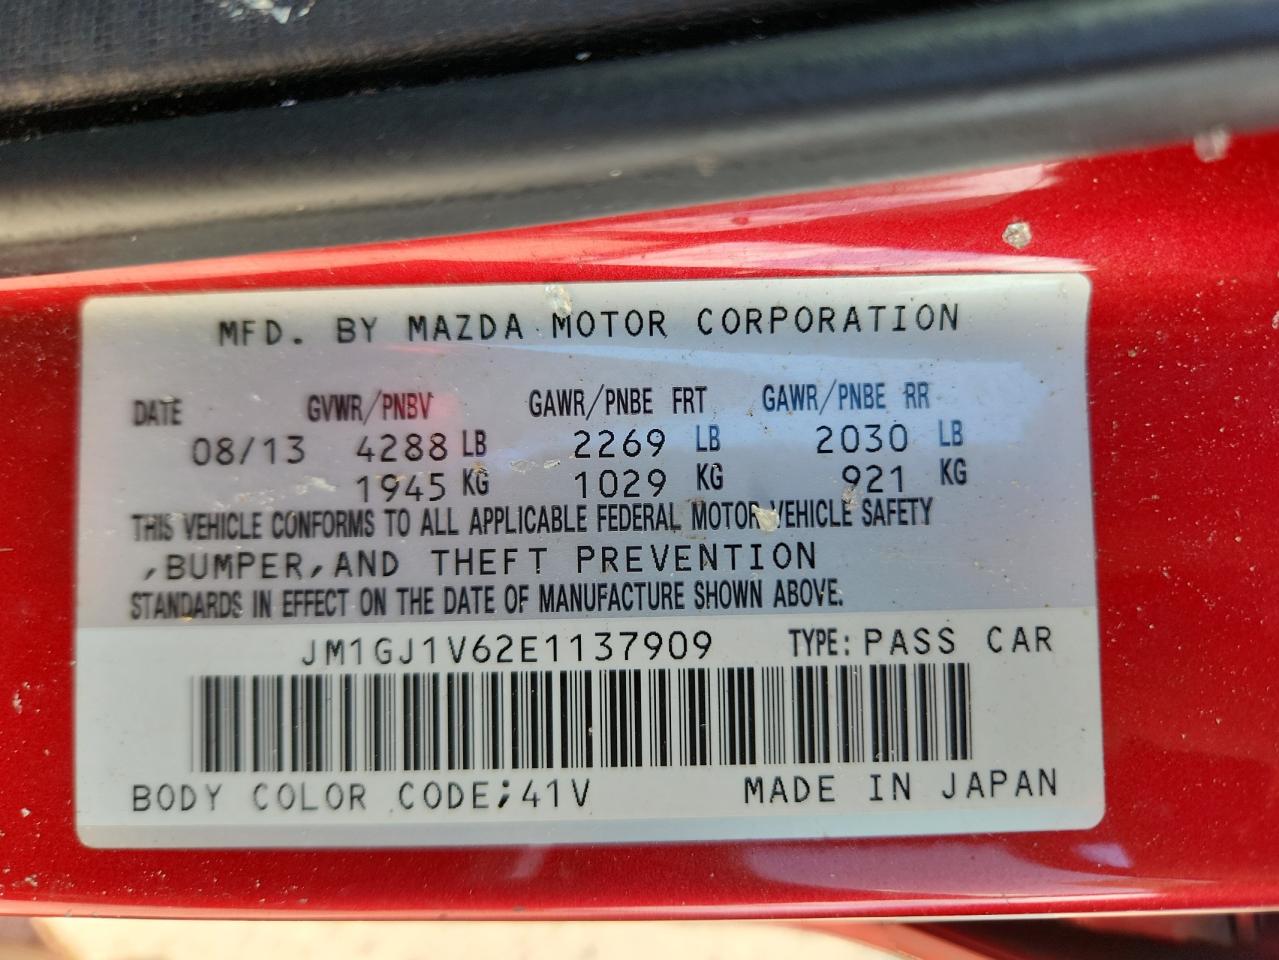 MFD. BY MAZDA MOTOR CORPORATION
DATE GVWR/PNBV GAWR/PNBE FRT GAWR/PNBE RR
08/13 4288 LB 2269 LB 2030 LB
1945 KG 1029 KG 921 KG
THIS VEHICLE CONFORMS TO ALL APPLICABLE FEDERAL MOTOR VEHICLE SAFETY
,BUMPER,AND THEFT PREVENTION
STANDARDS IN EFFECT ON THE DATE OF MANUFACTURE SHOWN ABOVE.
JM1GJ1V62E1137909 TYPE: PASS CAR
BODY COLOR CODE;41V MADE IN JAPAN